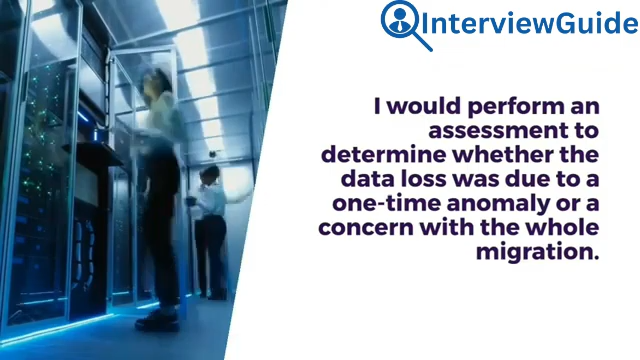 InterviewGuide
I would perform an
assessment to
determine whether the
data loss was due to a
one-time anomaly or a
concern with the whole
migration.